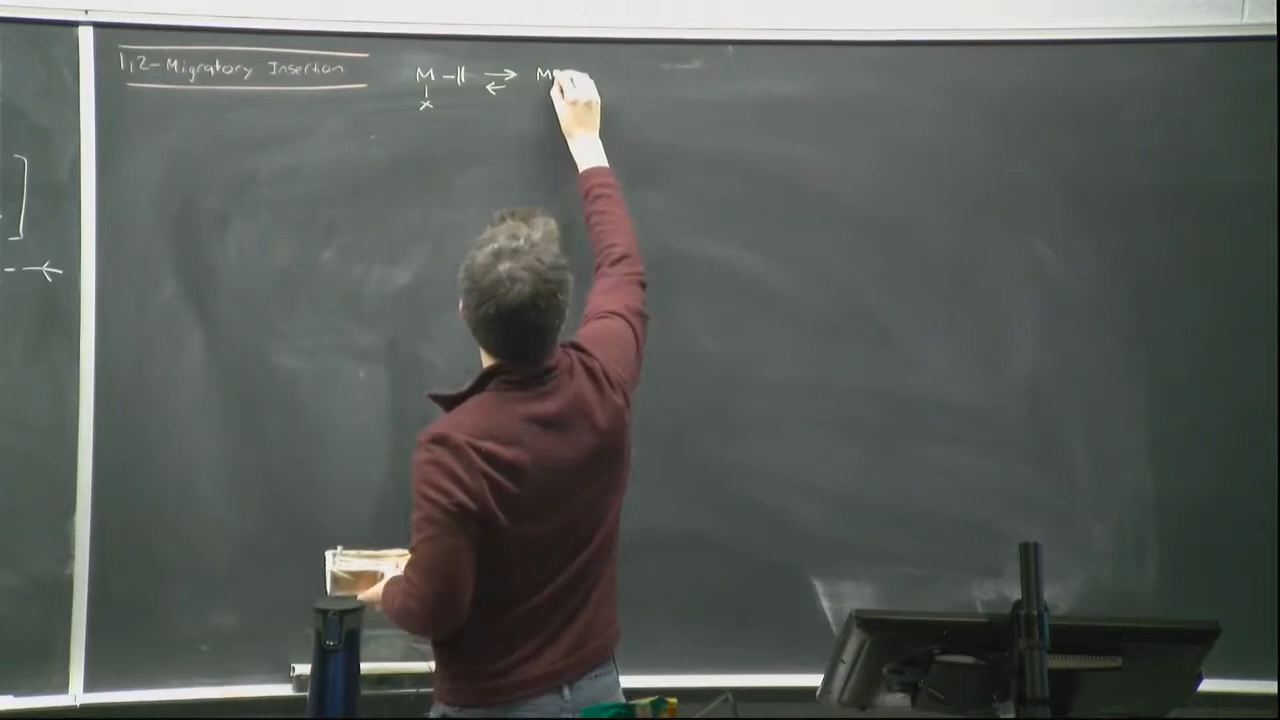 1,2-Migratory Insertion
M -|| ⇌ M
|
x